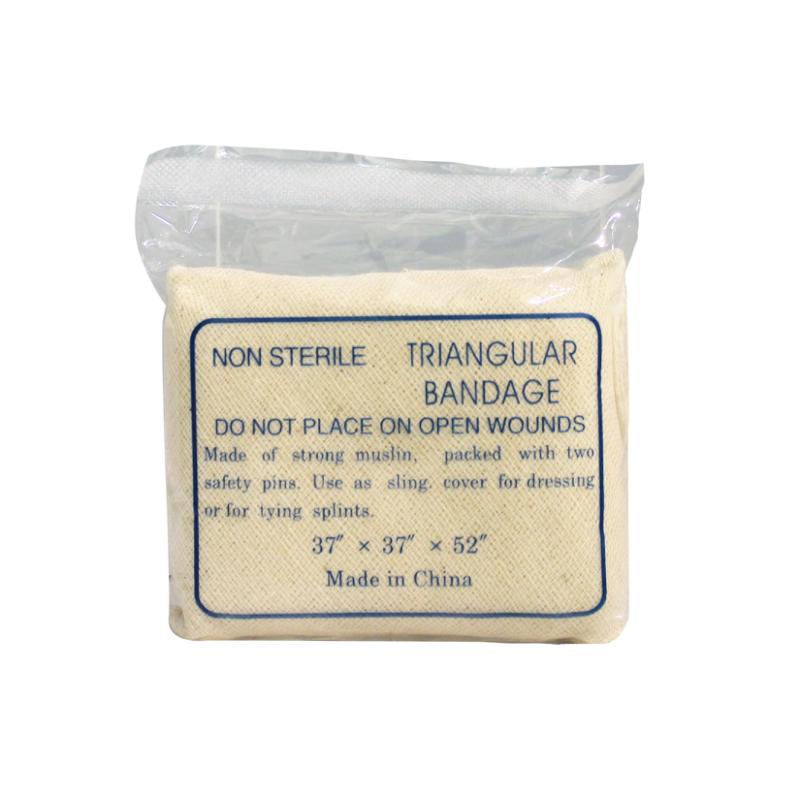 NON STERILE TRIANGULAR
BANDAGE
DO NOT PLACE ON OPEN WOUNDS
Made of strong muslin, packed with two
safety pins. Use as sling. cover for dressing
or for tying splints.
37″ × 37″ × 52″
Made in China